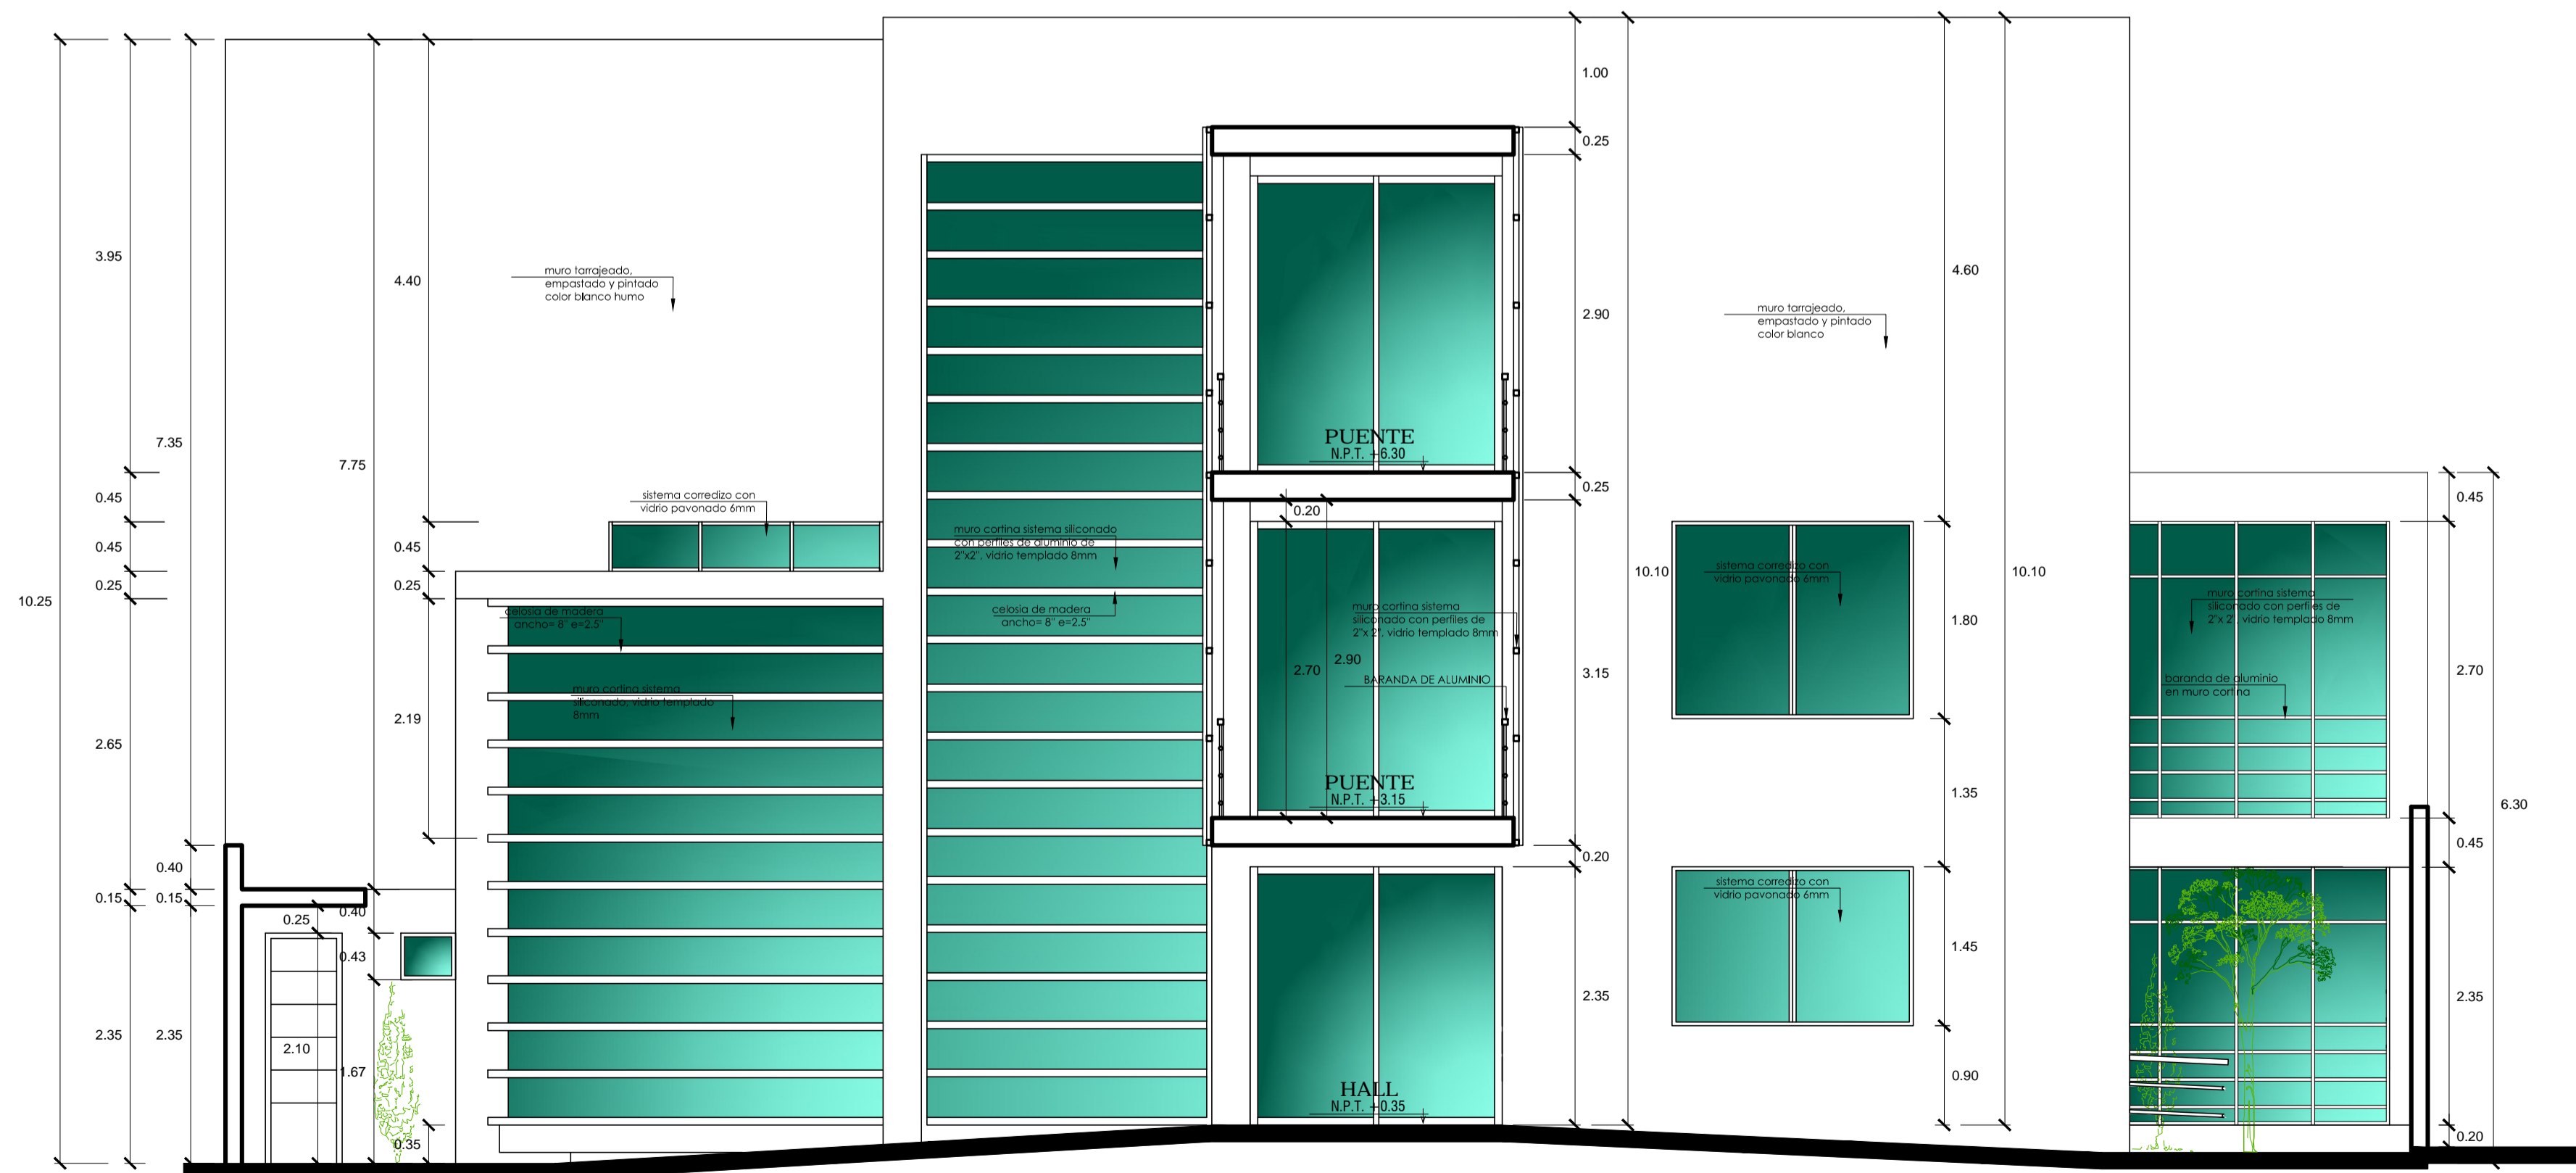 1.00
0.25
3.95
4.40
muro tarrajeado,
empastado y pintado
color blanco humo
4.60
2.90
muro tarrajeado,
empastado y pintado
color blanco
7.35
7.75
PUENTE
N.P.T. +6.30
0.45
sistema corredizo con
vidrio pavonado 6mm
0.25
0.45
0.20
6.30
muro cortina sistema siliconado
con perfiles de aluminio de
2"x2", vidrio templado 8mm
0.45
0.45
0.25
0.25
10.25
10.10
10.10
sistema corredizo con
vidrio pavonado 6mm
muro cortina sistema
siliconado con perfiles de
2"x 2", vidrio templado 8mm
celosia de madera
ancho= 8" e=2.5"
celosia de madera
ancho= 8" e=2.5"
muro cortina sistema
siliconado con perfiles de
2"x 2", vidrio templado 8mm
1.80
2.70
2.90
3.15
2.70
BARANDA DE ALUMINIO
baranda de aluminio
en muro cortina
muro cortina sistema
siliconado, vidrio templado
8mm
2.19
2.65
PUENTE
N.P.T. +3.15
1.35
0.45
0.20
0.40
0.15
0.15
0.25
0.40
sistema corredizo con
vidrio pavonado 6mm
0.43
1.45
2.35
2.35
2.35
2.35
2.10
1.67
0.90
HALL
N.P.T. +0.35
0.35
0.20